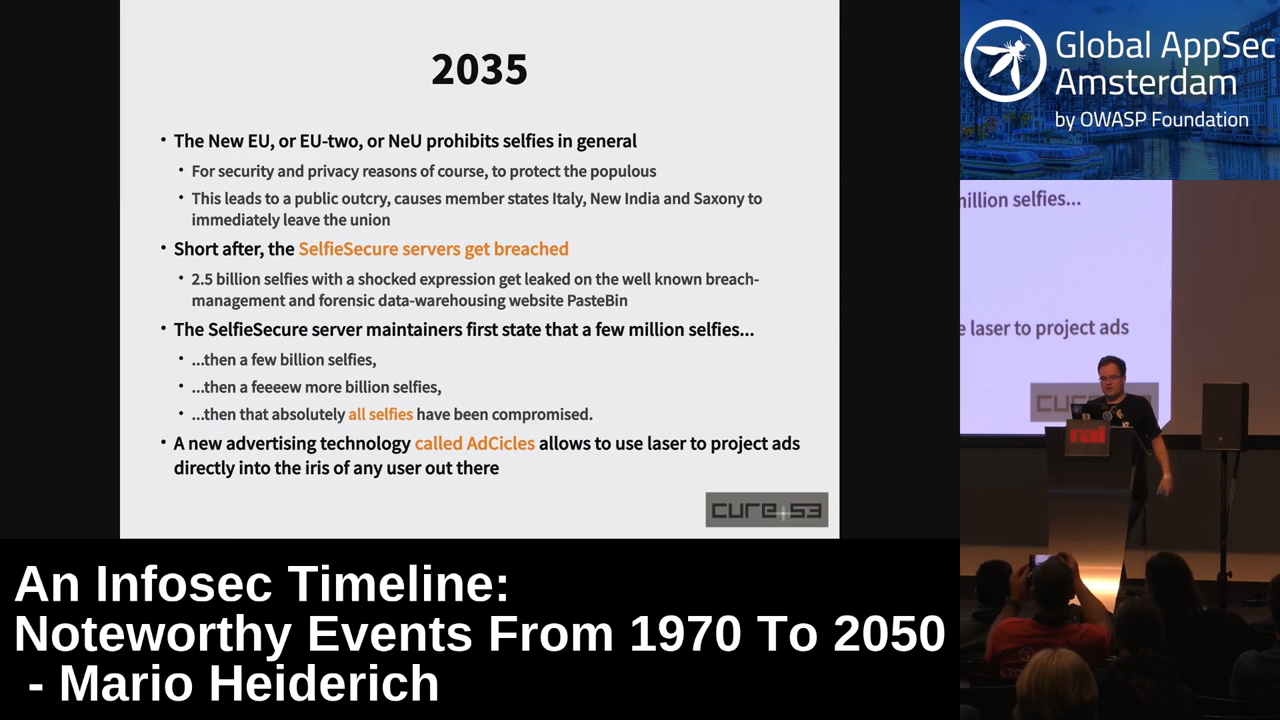 2035
• The New EU, or EU-two, or NeU prohibits selfies in general
• For security and privacy reasons of course, to protect the populous
• This leads to a public outcry, causes member states Italy, New India and Saxony to
immediately leave the union
• Short after, the SelfieSecure servers get breached
• 2.5 billion selfies with a shocked expression get leaked on the well known breach-
management and forensic data-warehousing website PasteBin
• The SelfieSecure server maintainers first state that a few million selfies...
• ...then a few billion selfies,
• ...then a feeeew more billion selfies,
• ...then that absolutely all selfies have been compromised.
• A new advertising technology called AdCicles allows to use laser to project ads
directly into the iris of any user out there
cure+53
Global AppSec
Amsterdam
by OWASP Foundation
million selfies...
e laser to project ads
cure
rai
An Infosec Timeline:
Noteworthy Events From 1970 To 2050
- Mario Heiderich